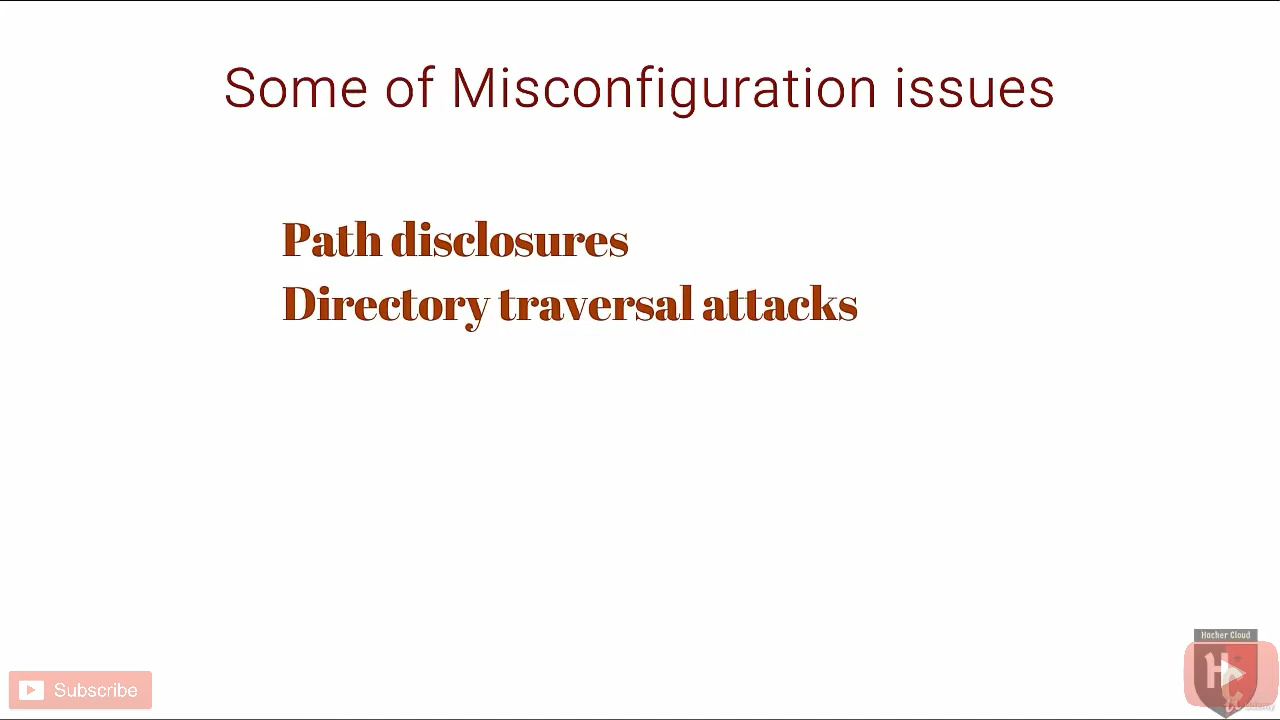 Some of Misconfiguration issues
Path disclosures
Directory traversal attacks
Hacker Cloud
Subscribe